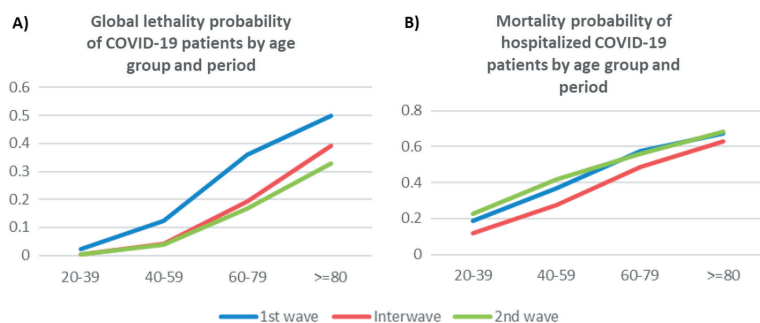 A)
Global lethality probability
of COVID-19 patients by age
group and period
0.6
0.5
0.4
0.3
0.2
0.1
0
20-39 40-59 60-79 >=80
B)
Mortality probability of
hospitalized COVID-19
patients by age group and
period
0.8
0.6
0.4
0.2
0
20-39 40-59 60-79 >=80
1st wave Interwave 2nd wave